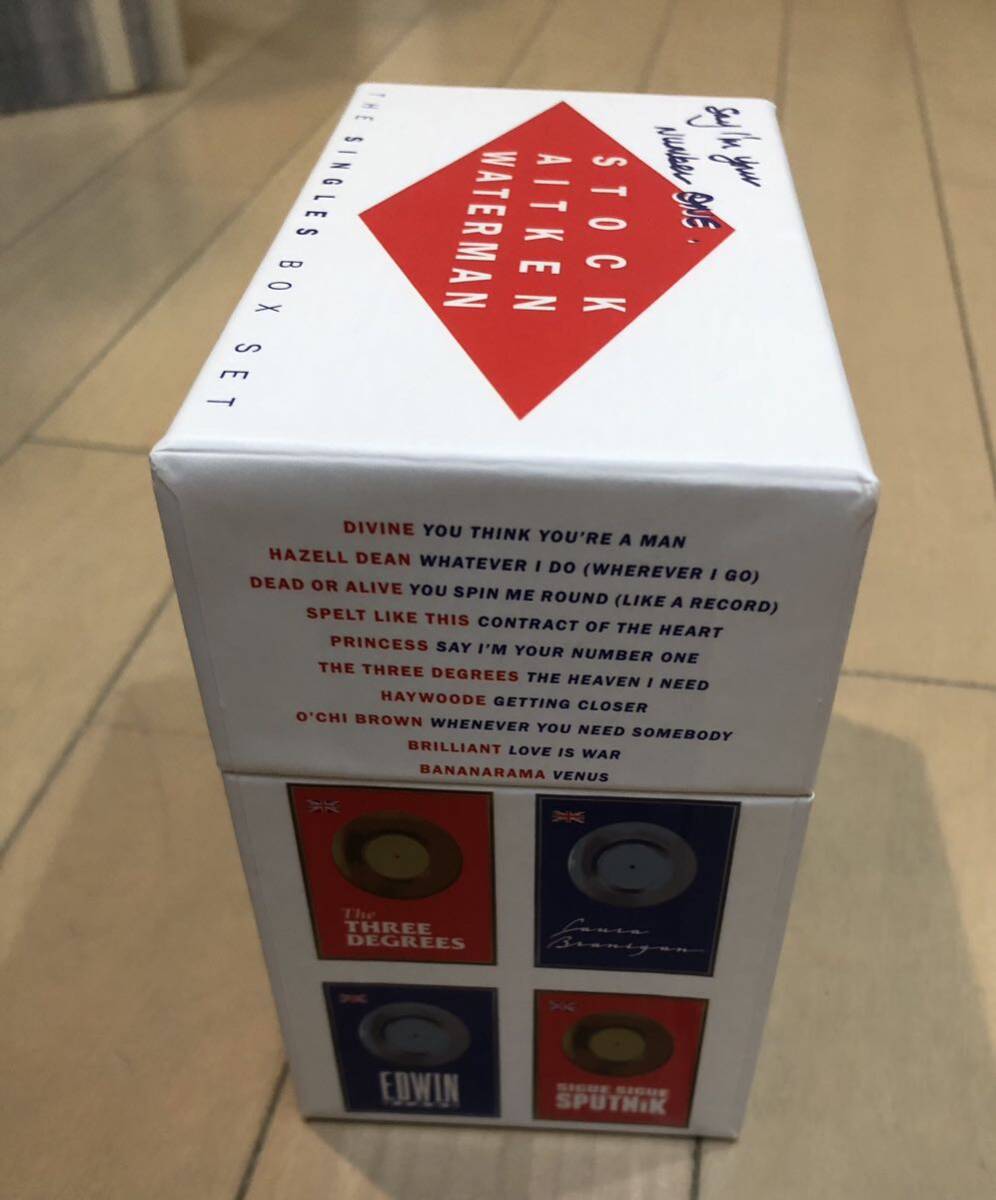 THE SINGLES BOX SET
STOCK
AITKEN
WATERMAN
Say I'm your
Number ONE.
DIVINE YOU THINK YOU'RE A MAN
HAZELL DEAN WHATEVER I DO (WHEREVER I GO)
DEAD OR ALIVE YOU SPIN ME ROUND (LIKE A RECORD)
SPELT LIKE THIS CONTRACT OF THE HEART
PRINCESS SAY I'M YOUR NUMBER ONE
THE THREE DEGREES THE HEAVEN I NEED
HAYWOODE GETTING CLOSER
O'CHI BROWN WHENEVER YOU NEED SOMEBODY
BRILLIANT LOVE IS WAR
BANANARAMA VENUS
The
THREE
DEGREES
Laura
Branigan
EDWIN
SIGUE SIGUE
SPUTNIK